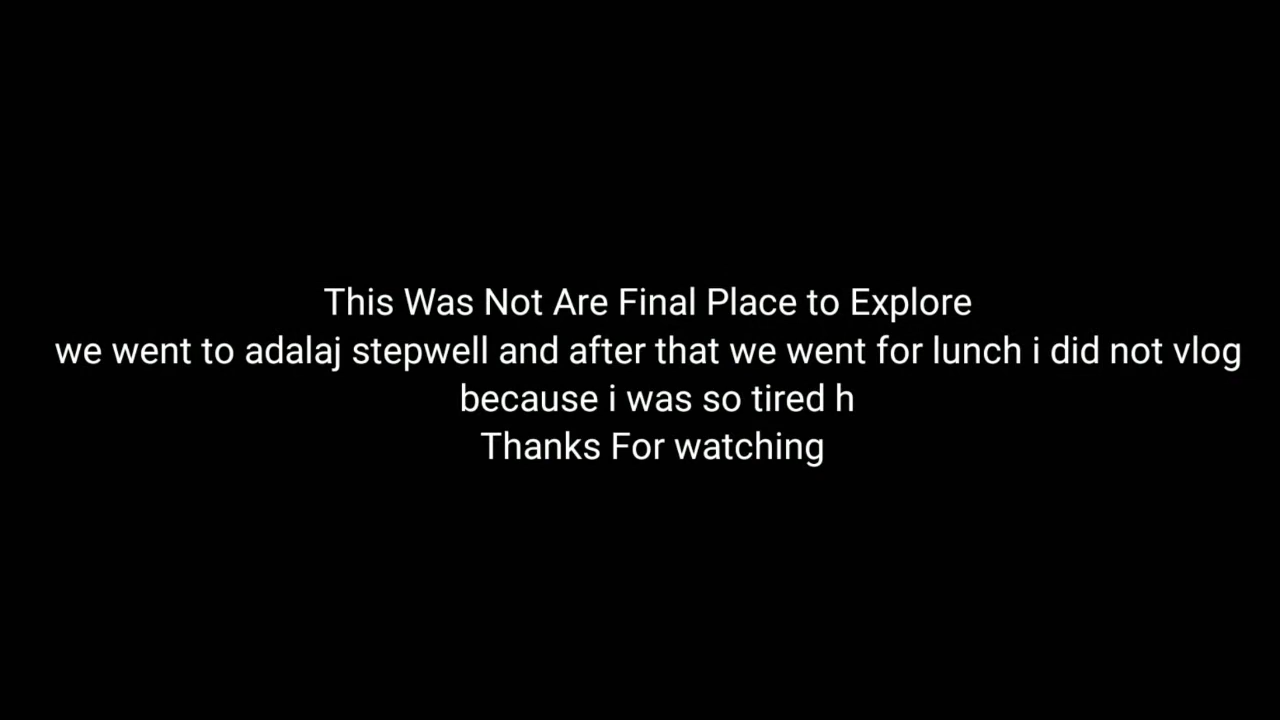 This Was Not Are Final Place to Explore
we went to adalaj stepwell and after that we went for lunch i did not vlog
because i was so tired h
Thanks For watching